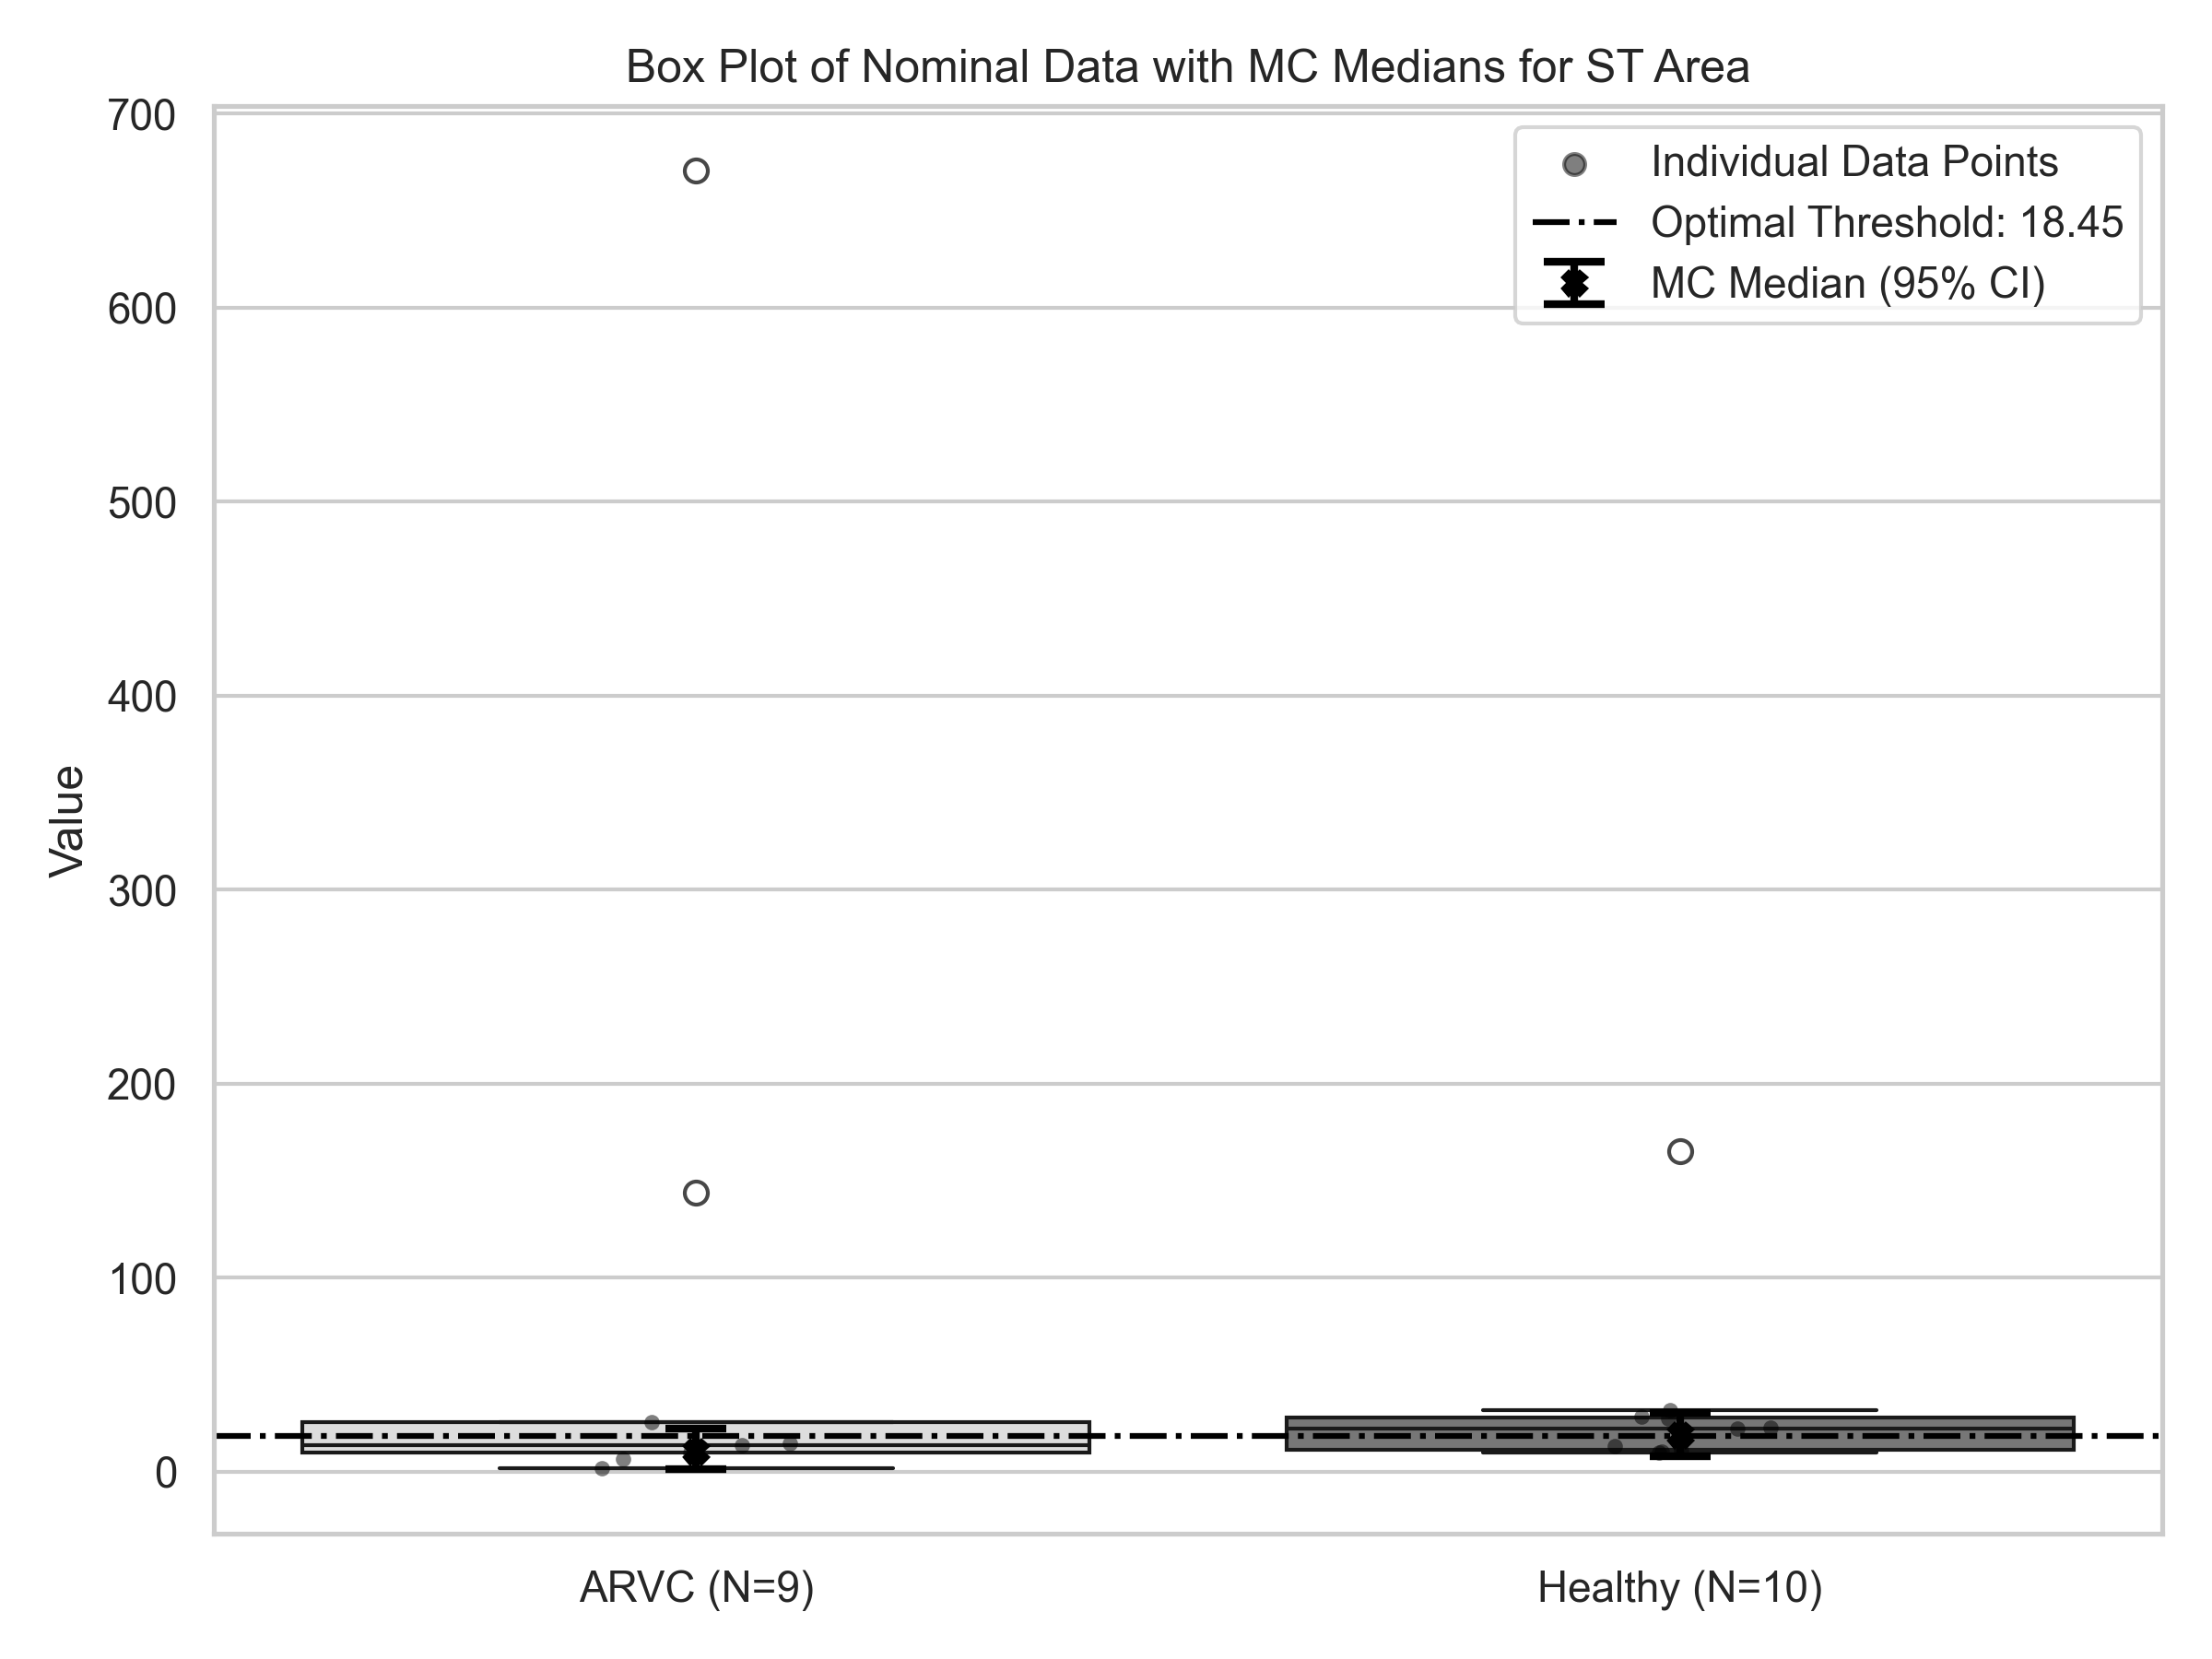 Box Plot of Nominal Data with MC Medians for ST Area
700
600
500
400
300
200
100
0
Value
Individual Data Points
Optimal Threshold: 18.45
MC Median (95% CI)
ARVC (N=9)
Healthy (N=10)